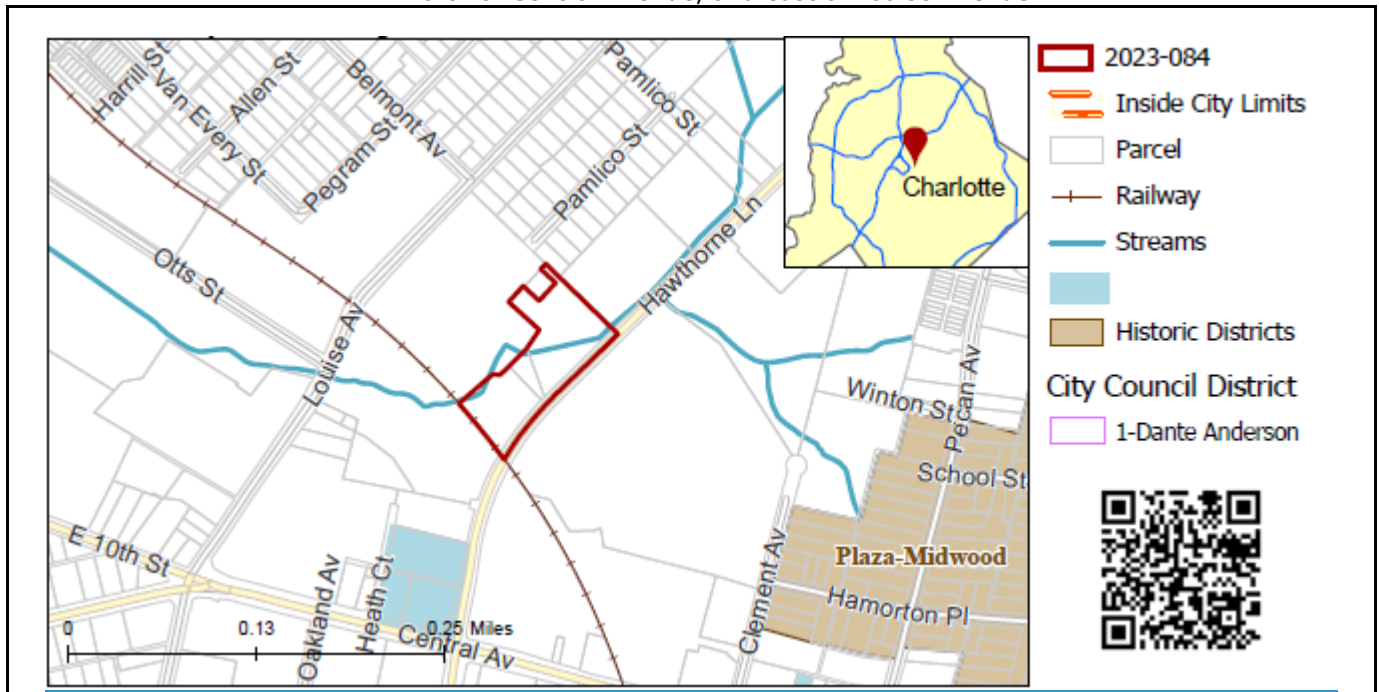 Harrill St
Van Every St
Allen St
Belmont Av
Pegram St
Pamlico St
Pamlico St
Otts St
Louise Av
Hawthorne Ln
Charlotte
Winton St
Pecan Av
School St
Plaza-Midwood
Hamorton Pl
Clement Av
E 10th St
Oakland Av
Heath Ct
Central Av
0
0.13
0.25 Miles
2023-084
Inside City Limits
Parcel
Railway
Streams
Historic Districts
City Council District
1-Dante Anderson